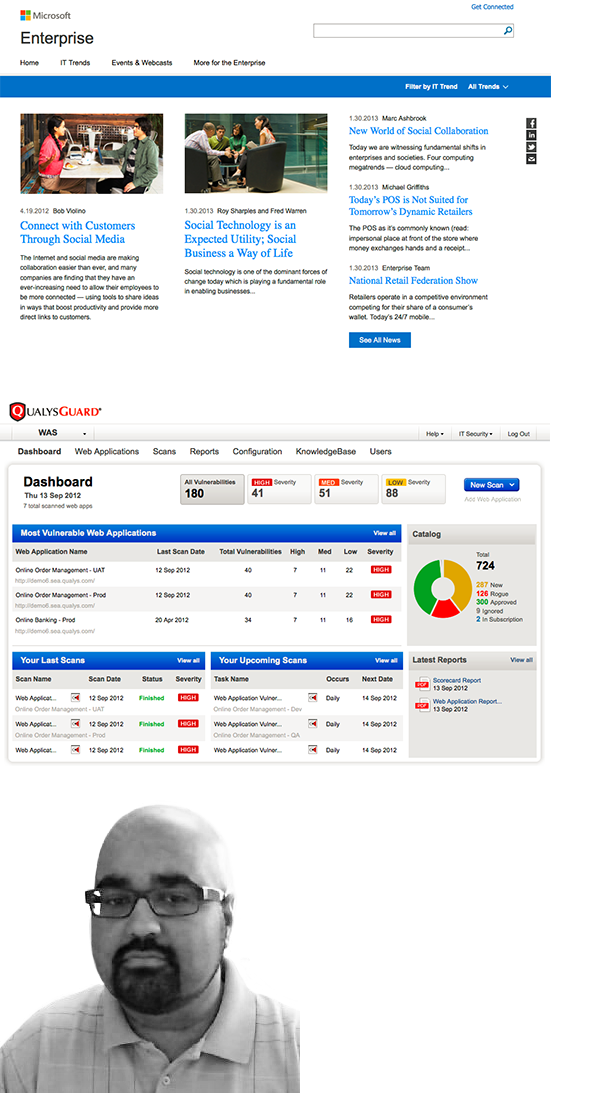 Get Connected
Microsoft
Enterprise
Home IT Trends Events & Webcasts More for the Enterprise
Filter by IT Trend All Trends
4.19.2012 Bob Violino
Connect with Customers
Through Social Media
The Internet and social media are making
collaboration easier than ever, and many
companies are finding that they have an
ever-increasing need to allow their employees to
be more connected — using tools to share ideas
in ways that boost productivity and provide more
direct links to customers.
1.30.2013 Roy Sharples and Fred Warren
Social Technology is an
Expected Utility; Social
Business a Way of Life
Social technology is one of the dominant forces of
change today which is playing a fundamental role
in enabling businesses...
1.30.2013 Marc Ashbrook
New World of Social Collaboration
Today we are witnessing fundamental shifts in
enterprises and societies. Four computing
megatrends — cloud computing...
1.30.2013 Michael Griffiths
Today's POS is Not Suited for
Tomorrow's Dynamic Retailers
The POS as it's commonly known (read:
impersonal place at front of the store where
money exchanges hands and a receipt...
1.30.2013 Enterprise Team
National Retail Federation Show
Retailers operate in a competitive environment
competing for their share of a consumer's
wallet. Today's 24/7 mobile...
See All News
QUALYSGUARD®
WAS Help IT Security Log Out
Dashboard Web Applications Scans Reports Configuration KnowledgeBase Users
Dashboard
Thu 13 Sep 2012
7 total scanned web apps
All Vulnerabilities
180
HIGH Severity
41
MED Severity
51
LOW Severity
88
New Scan
Add Web Application
Most Vulnerable Web Applications View all
Web Application Name Last Scan Date Total Vulnerabilities High Med Low Severity
Online Order Management - UAT 12 Sep 2012 40 7 11 22 HIGH
http://demo6.sea.qualys.com/
Online Order Management - Prod 12 Sep 2012 40 7 11 22 HIGH
http://demo6.sea.qualys.com/
Online Banking - Prod 20 Apr 2012 34 7 11 16 HIGH
http://demo6.sea.qualys.com/
Catalog
Total
724
287 New
126 Rogue
300 Approved
9 Ignored
2 In Subscription
Your Last Scans View all
Scan Name Scan Date Status Severity
Web Applicat... 12 Sep 2012 Finished HIGH
Online Order Management - UAT
Web Applicat... 12 Sep 2012 Finished HIGH
Online Order Management - Prod
Web Applicat... 12 Sep 2012 Finished HIGH
Your Upcoming Scans View all
Task Name Occurs Next Date
Web Application Vulner... Daily 14 Sep 2012
Online Order Management - Dev
Web Application Vulner... Daily 14 Sep 2012
Online Order Management - QA
Web Application Vulner... Daily 14 Sep 2012
Latest Reports View all
PDF Scorecard Report
13 Sep 2012
PDF Web Application Report...
13 Sep 2012